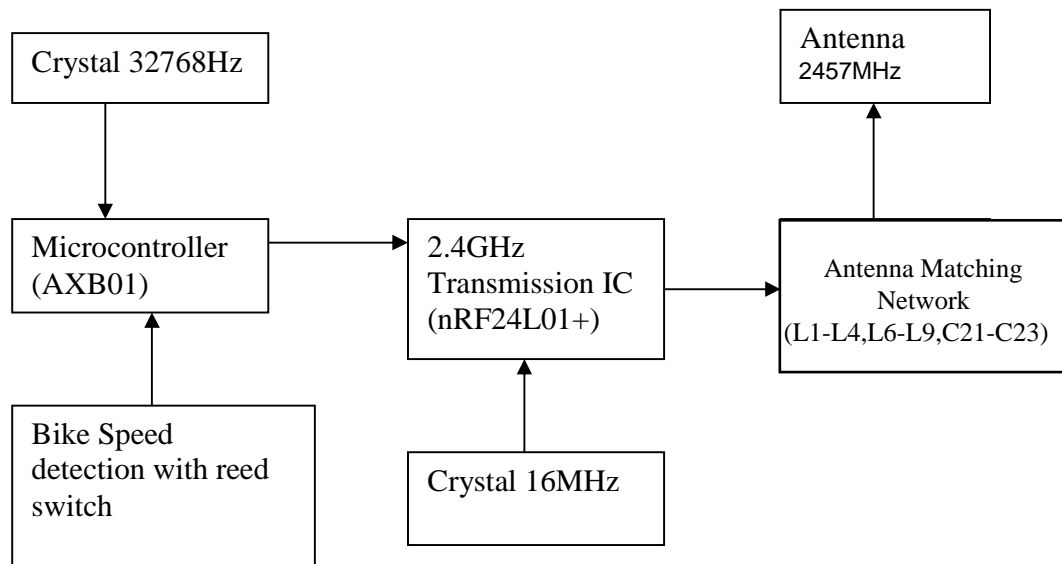 Crystal 32768Hz
Antenna
2457MHz
Microcontroller
(AXB01)
2.4GHz
Transmission IC
(nRF24L01+)
Antenna Matching
Network
(L1-L4,L6-L9,C21-C23)
Bike Speed
detection with reed
switch
Crystal 16MHz